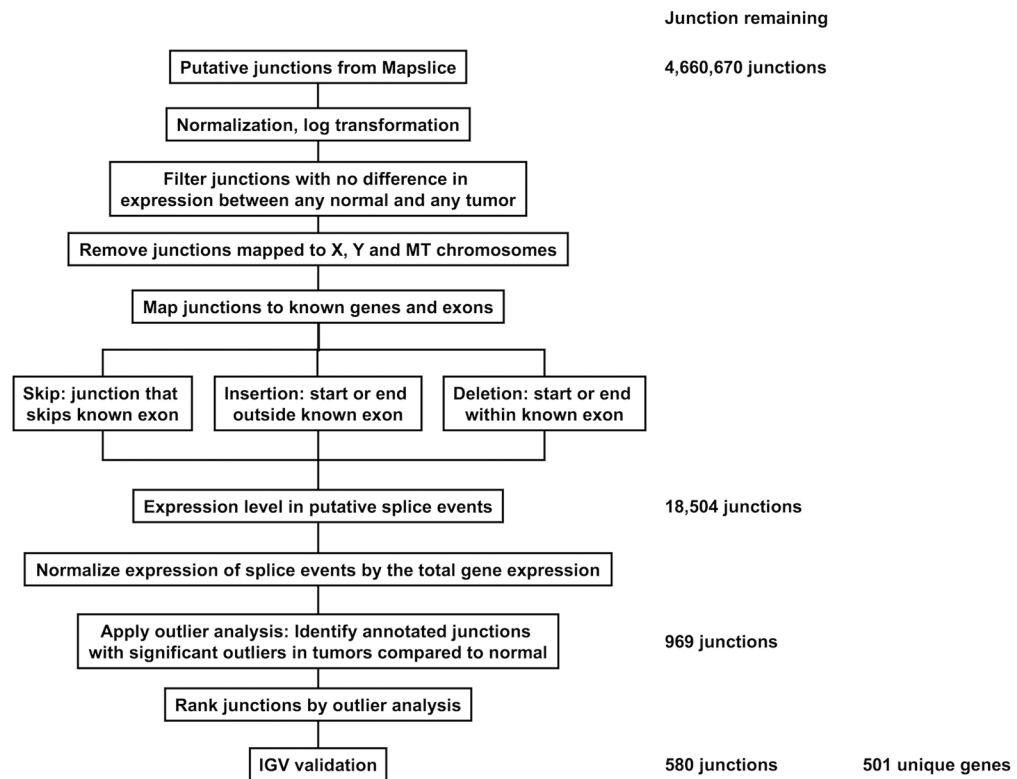 Junction remaining
Putative junctions from Mapslice
4,660,670 junctions
Normalization, log transformation
Filter junctions with no difference in
expression between any normal and any tumor
Remove junctions mapped to X, Y and MT chromosomes
Map junctions to known genes and exons
Skip: junction that
skips known exon
Insertion: start or end
outside known exon
Deletion: start or end
within known exon
Expression level in putative splice events
18,504 junctions
Normalize expression of splice events by the total gene expression
Apply outlier analysis: Identify annotated junctions
with significant outliers in tumors compared to normal
969 junctions
Rank junctions by outlier analysis
IGV validation
580 junctions
501 unique genes